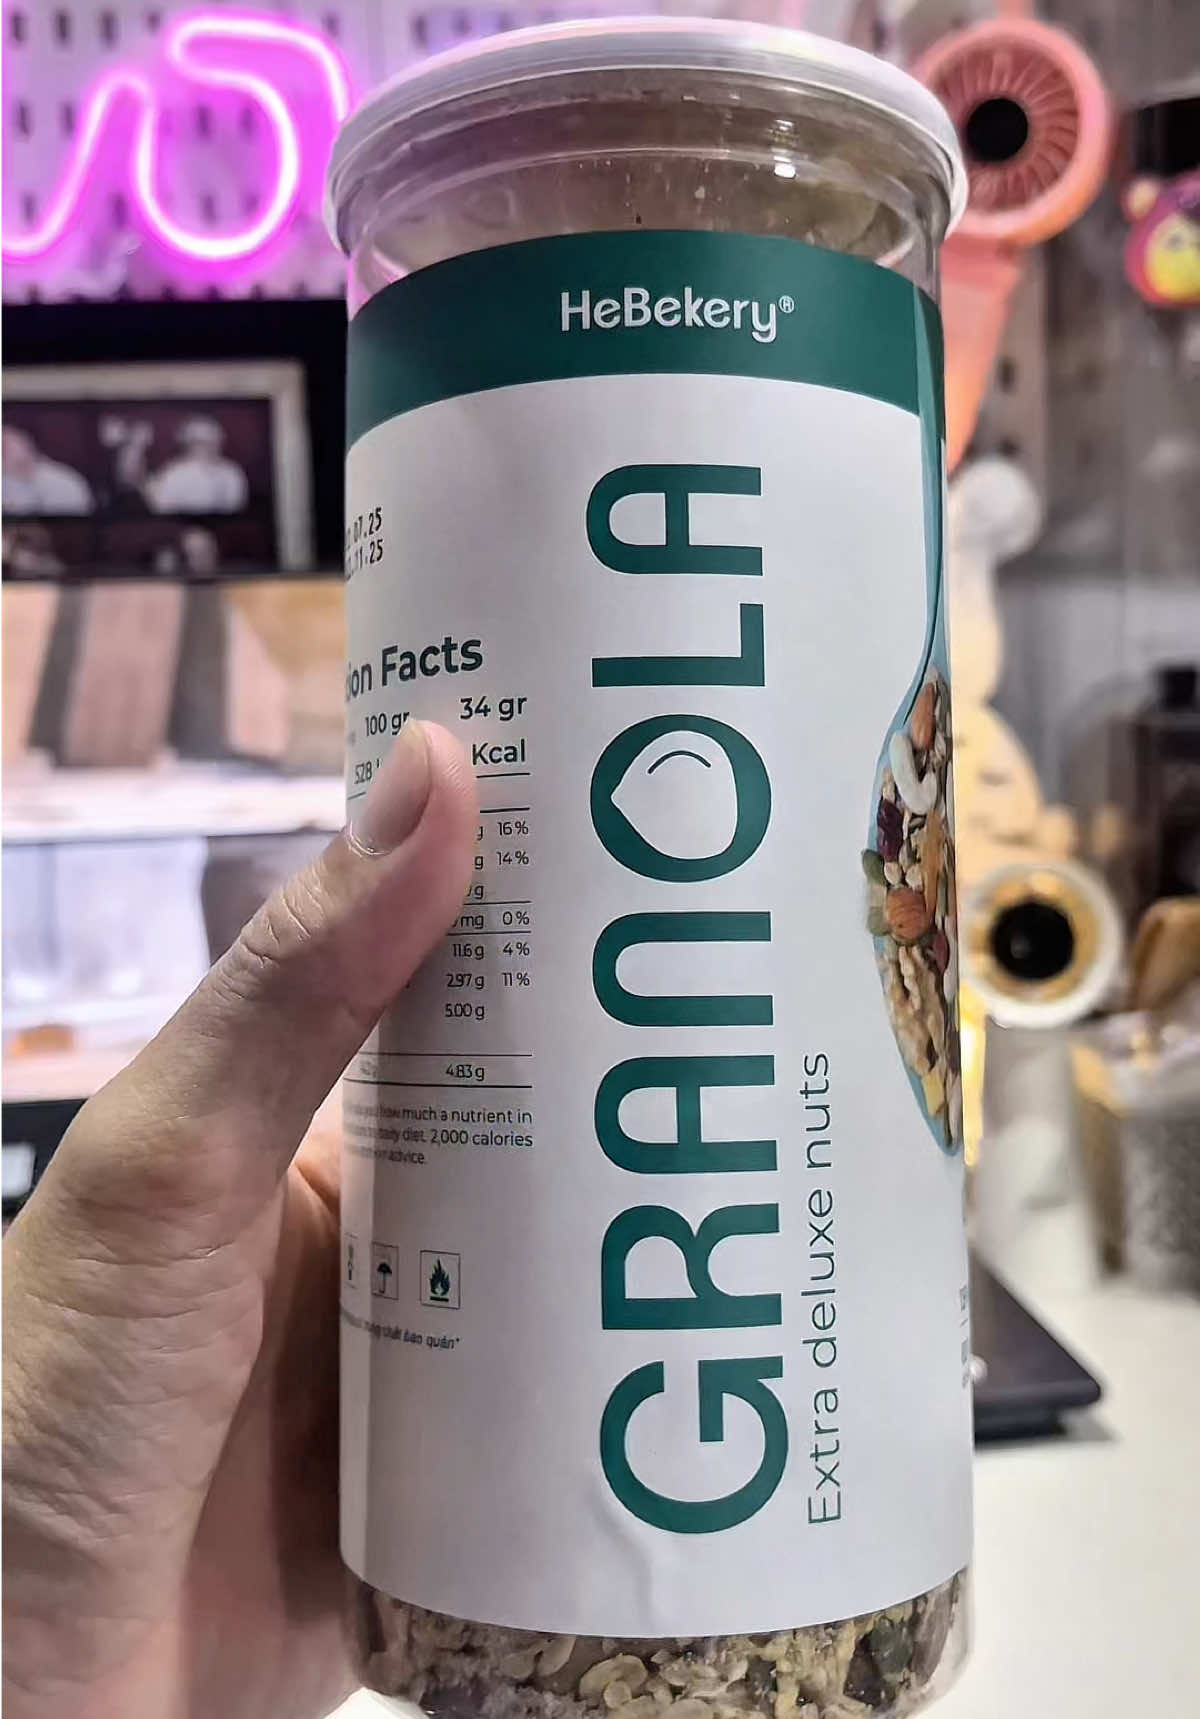 HeBekery®
07.25
11.25
Facts
100 gr 34 gr
528 Kcal
16%
g 14%
g
mg 0%
11.6 g 4%
2.97 g 11%
5.00 g
4.83 g
how much a nutrient in
daily diet. 2,000 calories
advice.
chất bảo quản*
GRANOLA
Extra deluxe nuts